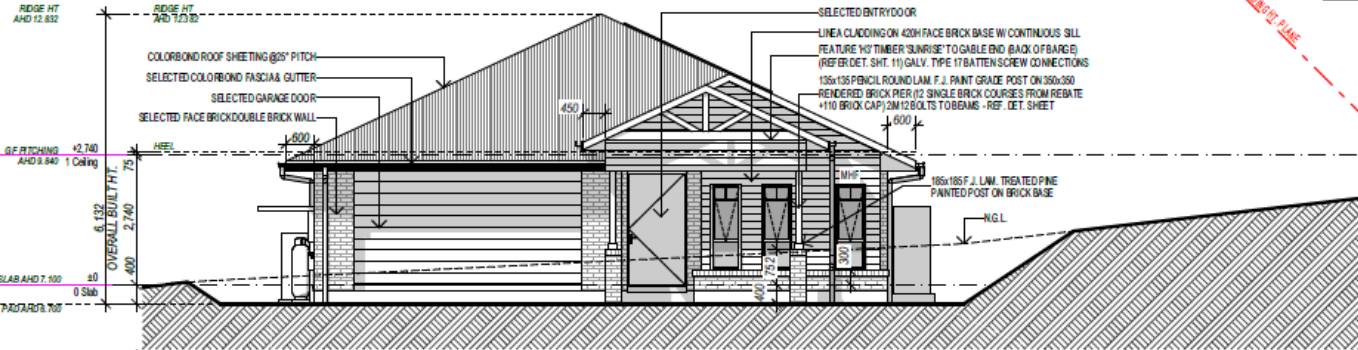 RIDGE HT
AHD 12.832
RIDGE HT
AHD 12.832
COLORBOND ROOF SHEETING @25° PITCH
SELECTED COLORBOND FASCIA & GUTTER
SELECTED GARAGE DOOR
SELECTED FACE BRICK DOUBLE BRICK WALL
SELECTED ENTRY DOOR
LINEA CLADDING ON 420H FACE BRICK BASE W/ CONTINUOUS SILL
FEATURE 'H3' TIMBER 'SUNRISE' TO GABLE END (BACK OF BARGE)
(REFER DET. SHT. 11) GALV. TYPE 17 BATTEN SCREW CONNECTIONS
135x135 PENCIL ROUND LAM. F.J. PAINT GRADE POST ON 350x350
RENDERED BRICK PIER (12 SINGLE BRICK COURSES FROM REBATE
+110 BRICK CAP) 2M12 BOLTS TO BEAMS - REF. DET. SHEET
HT. PLANE
450
600
600
GF PITCHING
AHD 9.840
+2,740
1 Ceiling
HEEL
75
2,740
400
6,132
OVERALL BUILT HT.
MHF
185x185 F.J. LAM. TREATED PINE
PAINTED POST ON BRICK BASE
N.G.L.
300
752
400
SLAB AHD 7.100
±0
0 Slab
PAD AHD 6.700